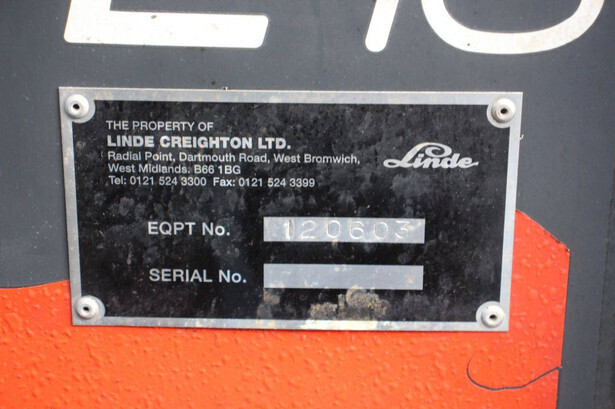 THE PROPERTY OF
LINDE CREIGHTON LTD.
Radial Point, Dartmouth Road, West Bromwich,
West Midlands. B66 1BG
Tel: 0121 524 3300 Fax: 0121 524 3399
Linde
EQPT No. 120603
SERIAL No.